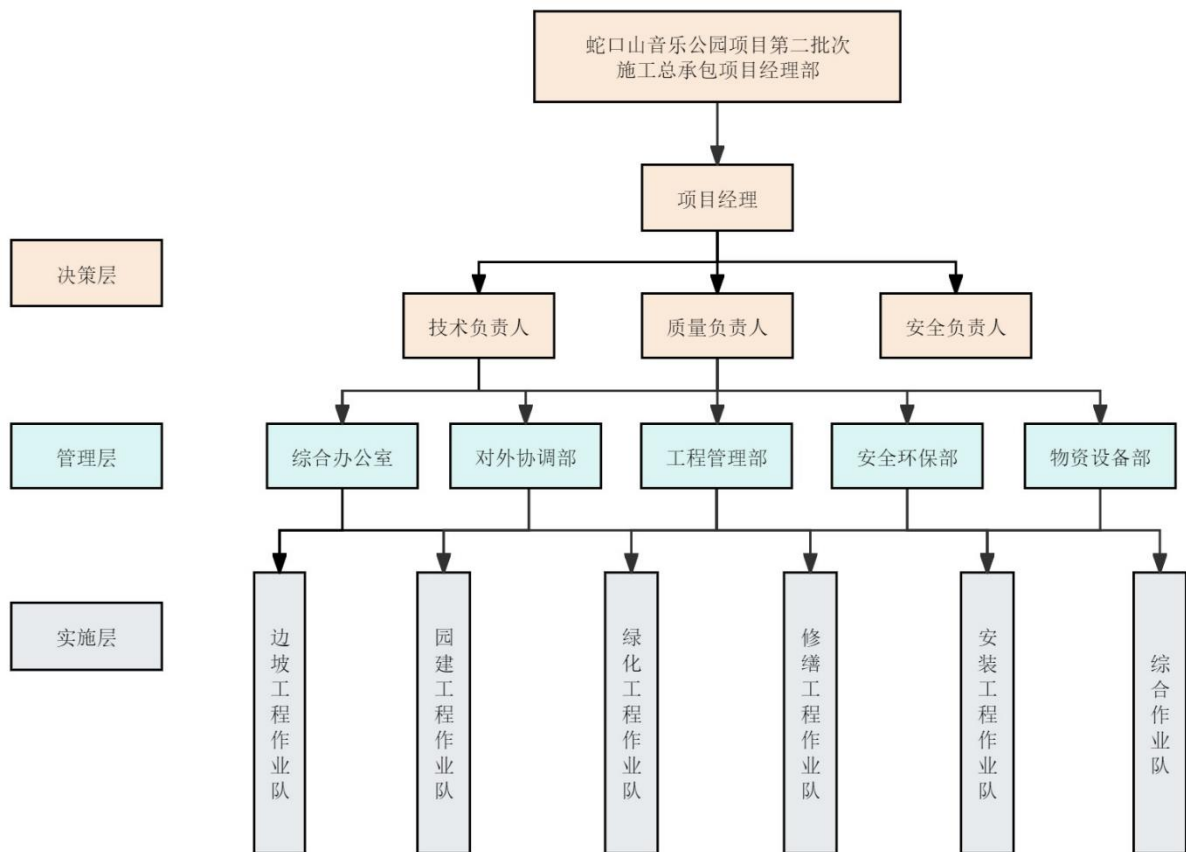 蛇口山音乐公园项目第二批次
施工总承包项目经理部
项目经理
决策层
技术负责人
质量负责人
安全负责人
管理层
综合办公室
对外协调部
工程管理部
安全环保部
物资设备部
实施层
边坡工程作业队
园建工程作业队
绿化工程作业队
修缮工程作业队
安装工程作业队
综合作业队